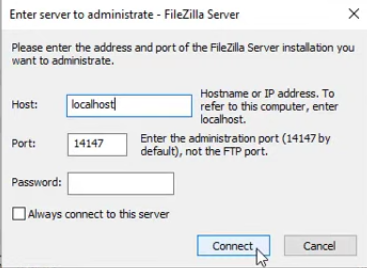 Enter server to administrate - FileZilla Server
Please enter the address and port of the FileZilla Server installation you
want to administrate.
Host: localhost Hostname or IP address. To
refer to this computer, enter
localhost.
Port: 14147 Enter the administration port (14147 by
default), not the FTP port.
Password:
Always connect to this server
Connect Cancel